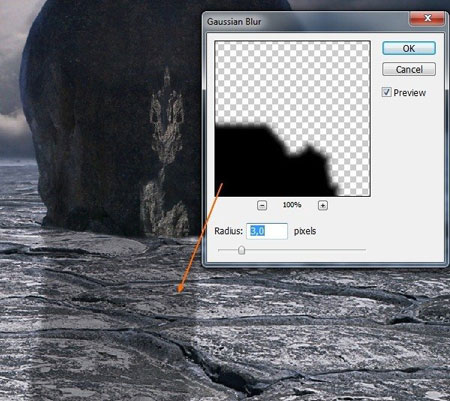 Gaussian Blur
OK
Cancel
Preview
100%
Radius: 3,0 pixels